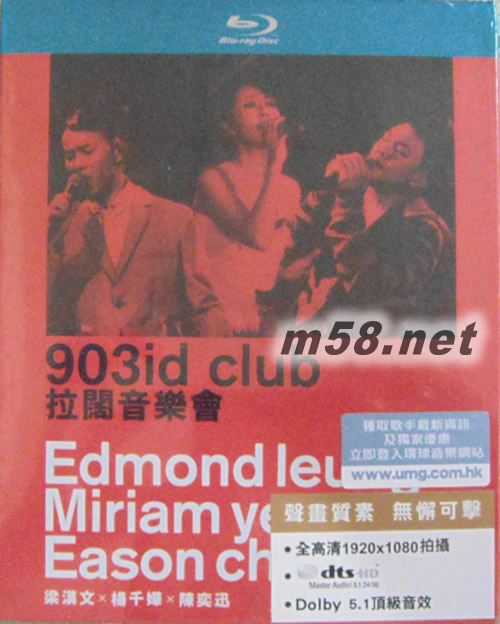 Blu-ray Disc
m58.net
903id club
拉闊音樂會
獲取歌手最新資訊
及獨家優惠
立即登入環球音樂網站
www.umg.com.hk
Edmond leung
Miriam ye
Eason ch
聲畫質素 無懈可擊
•全高清1920x1080拍攝
•dts-HD
Master Audio 5.1 24/96
•Dolby 5.1頂級音效
梁漢文×楊千嬅×陳奕迅